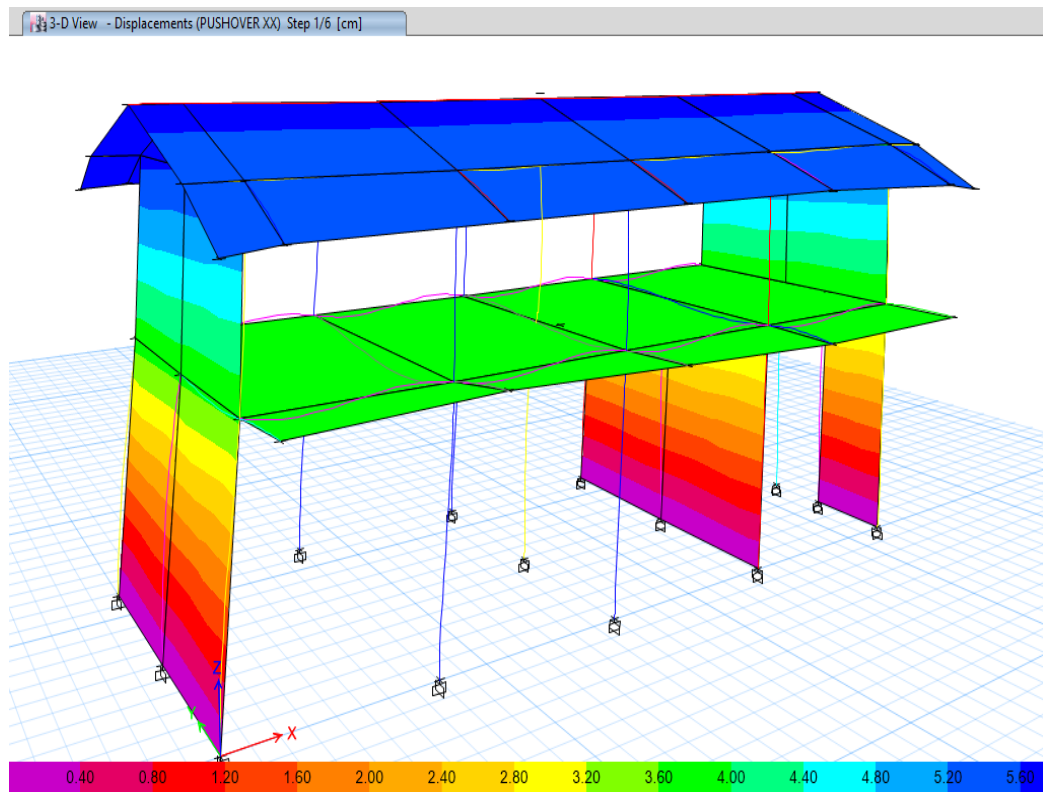 3-D View - Displacements (PUSHOVER XX) Step 1/6 [cm]
Z
Y
X
0.40 0.80 1.20 1.60 2.00 2.40 2.80 3.20 3.60 4.00 4.40 4.80 5.20 5.60